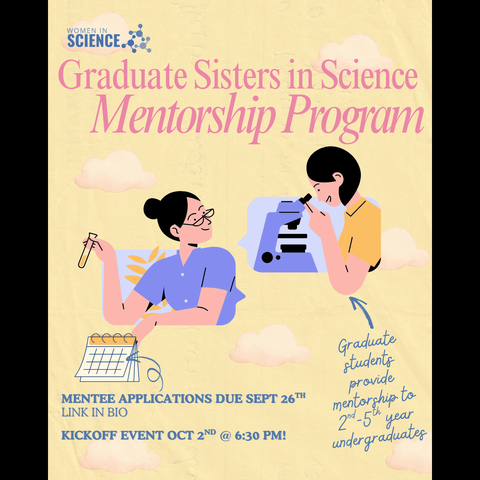 WOMEN IN
SCIENCE
Graduate Sisters in Science
Mentorship Program
Graduate
students
provide
mentorship to
2nd-5th year
undergraduates
MENTEE APPLICATIONS DUE SEPT 26TH
LINK IN BIO
KICKOFF EVENT OCT 2ND @ 6:30 PM!